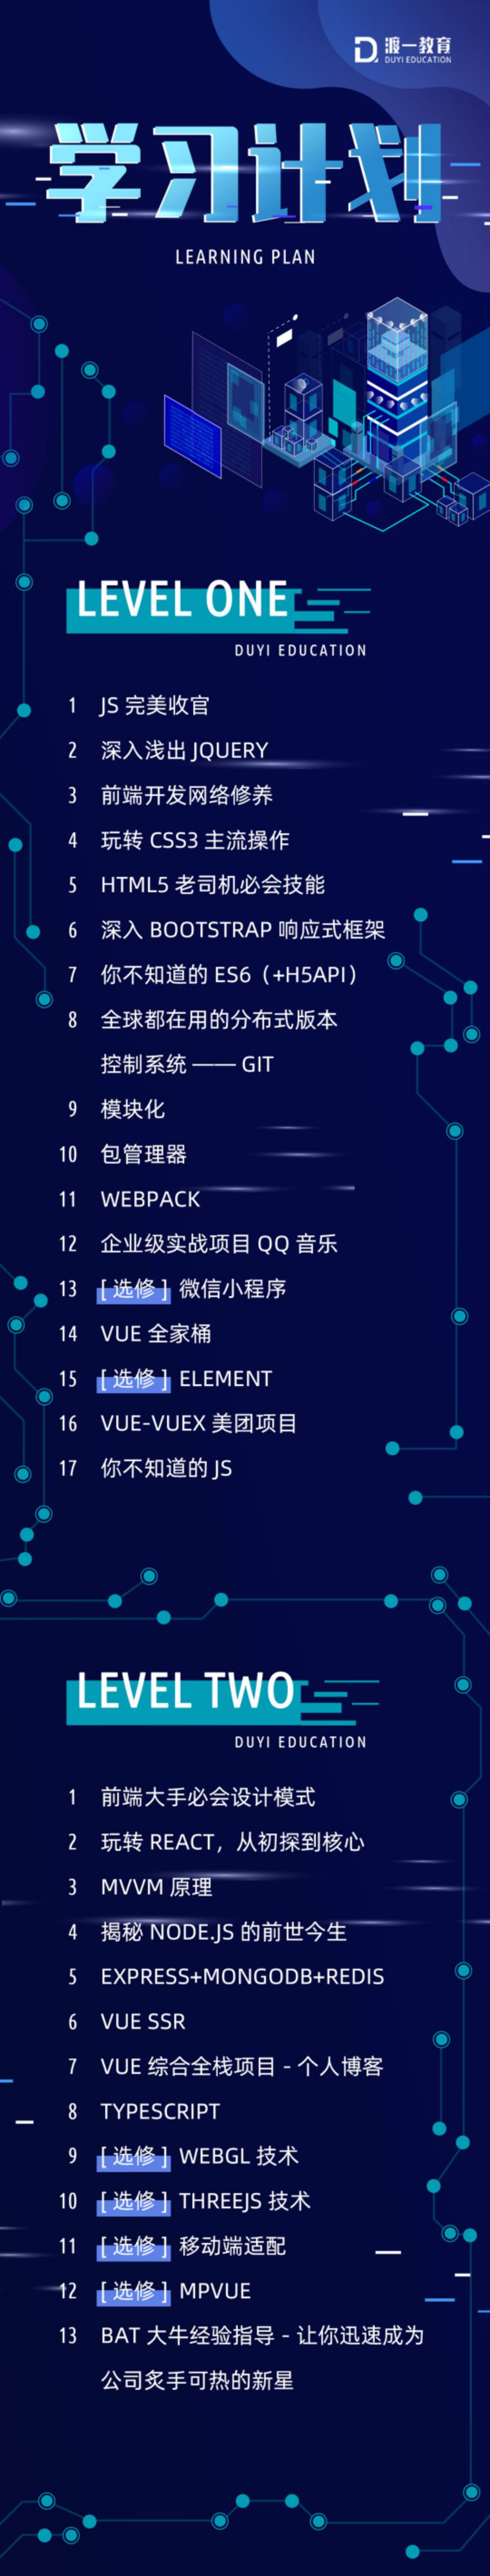 渡一教育
DUYI EDUCATION
学习计划
LEARNING PLAN
LEVEL ONE
DUYI EDUCATION
1 JS 完美收官
2 深入浅出 JQUERY
3 前端开发网络修养
4 玩转 CSS3 主流操作
5 HTML5 老司机必会技能
6 深入 BOOTSTRAP 响应式框架
7 你不知道的 ES6（+H5API）
8 全球都在用的分布式版本
控制系统 —— GIT
9 模块化
10 包管理器
11 WEBPACK
12 企业级实战项目 QQ 音乐
13 [ 选修 ] 微信小程序
14 VUE 全家桶
15 [ 选修 ] ELEMENT
16 VUE-VUEX 美团项目
17 你不知道的 JS
LEVEL TWO
DUYI EDUCATION
1 前端大手必会设计模式
2 玩转 REACT，从初探到核心
3 MVVM 原理
4 揭秘 NODE.JS 的前世今生
5 EXPRESS+MONGODB+REDIS
6 VUE SSR
7 VUE 综合全栈项目 - 个人博客
8 TYPESCRIPT
9 [ 选修 ] WEBGL 技术
10 [ 选修 ] THREEJS 技术
11 [ 选修 ] 移动端适配
12 [ 选修 ] MPVUE
13 BAT 大牛经验指导 - 让你迅速成为
公司炙手可热的新星